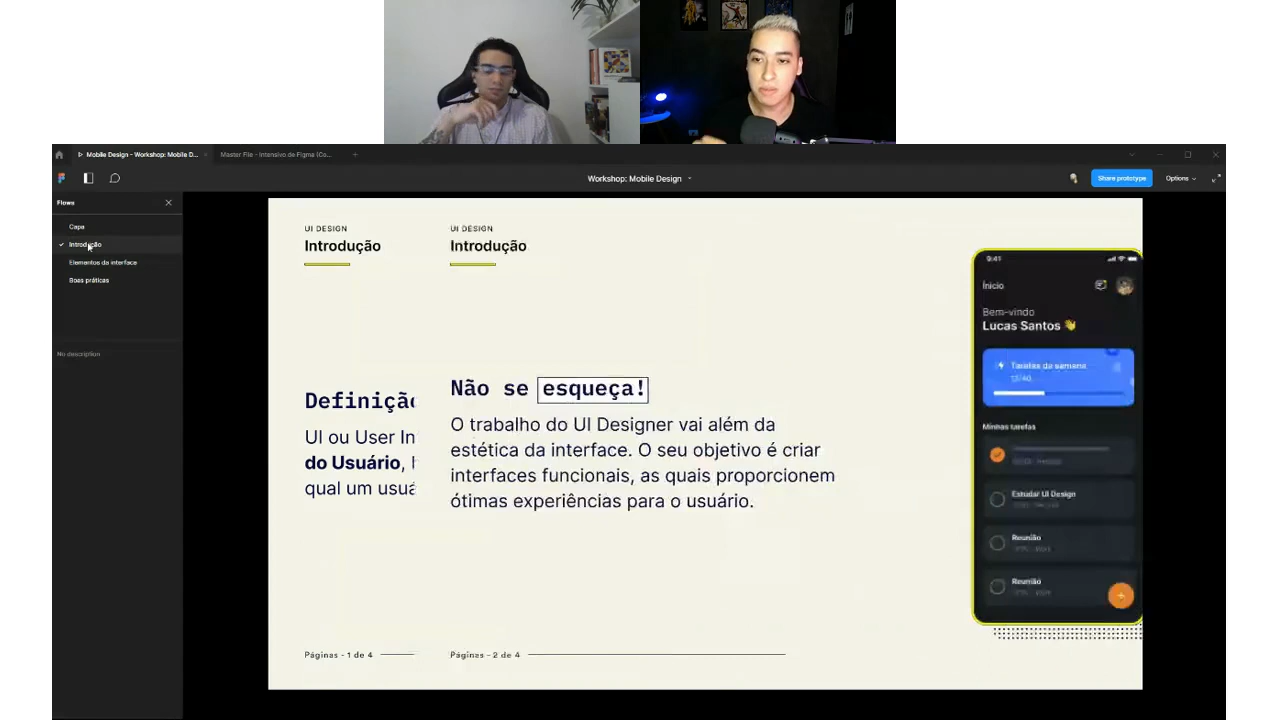 Mobile Design - Workshop: Mobile D...
Master File - Intensivo de Figma (Co...
Workshop: Mobile Design
Share prototype
Options
Flows
Capa
Introdução
Elementos da interface
Boas práticas
No description
UI DESIGN
Introdução
Definiçã
UI ou User In
do Usuário,
qual um usuá
Páginas - 1 de 4
UI DESIGN
Introdução
Não se esqueça!
O trabalho do UI Designer vai além da
estética da interface. O seu objetivo é criar
interfaces funcionais, as quais proporcionem
ótimas experiências para o usuário.
Páginas - 2 de 4
9:41
Ínicio
Bem-vindo
Lucas Santos 👋
Tarefas da semana
Minhas tarefas
Estudar UI Design
Reunião
Reunião